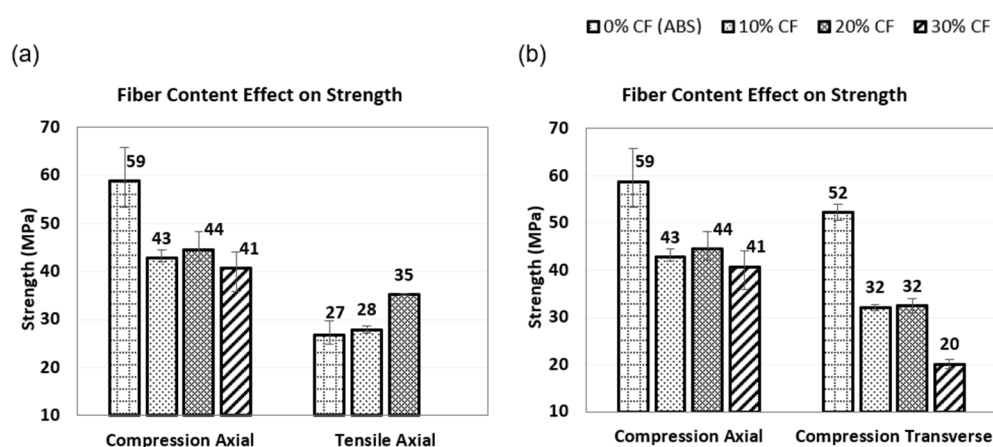 0% CF (ABS) 10% CF 20% CF 30% CF
(a)
Fiber Content Effect on Strength
Strength (MPa)
70
60
50
40
30
20
10
59
43
44
41
27
28
35
Compression Axial
Tensile Axial
(b)
Fiber Content Effect on Strength
Strength (MPa)
70
60
50
40
30
20
10
59
43
44
41
52
32
32
20
Compression Axial
Compression Transverse